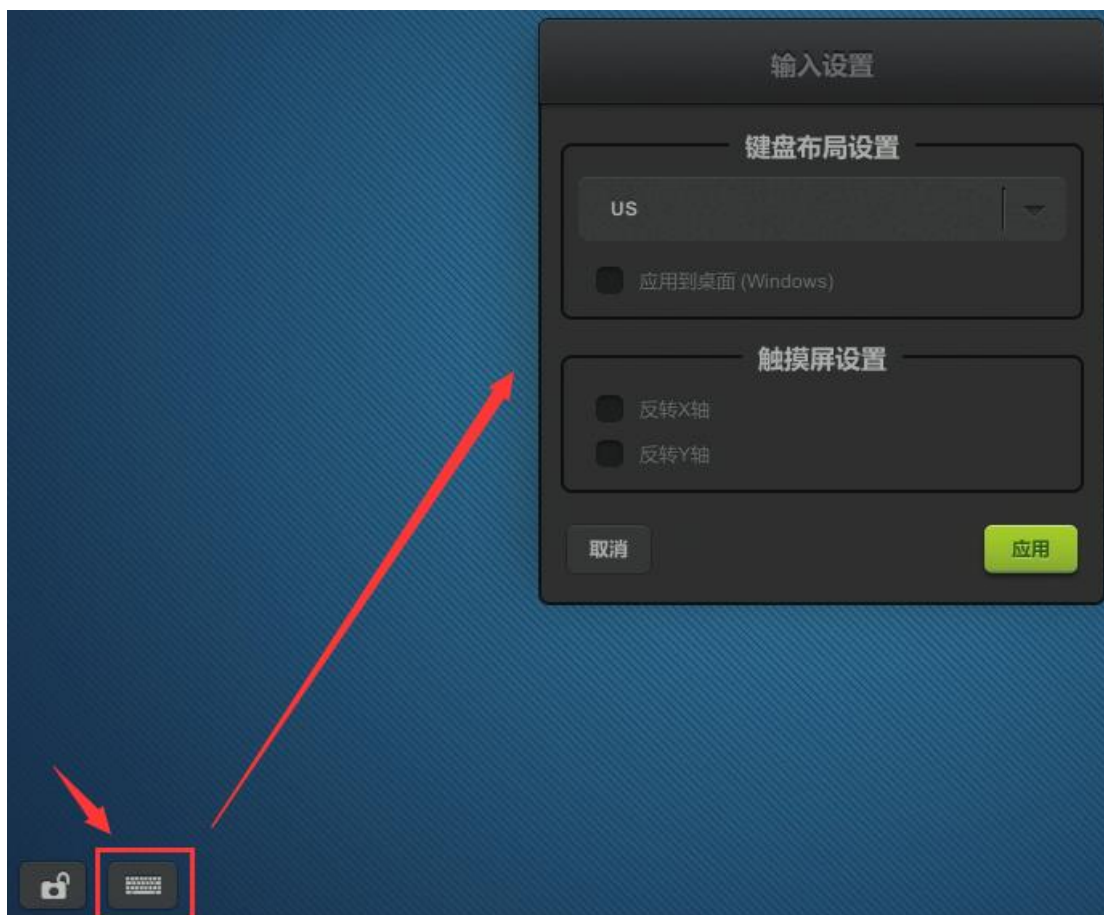 输入设置
键盘布局设置
US
应用到桌面 (Windows)
触摸屏设置
反转X轴
反转Y轴
取消
应用